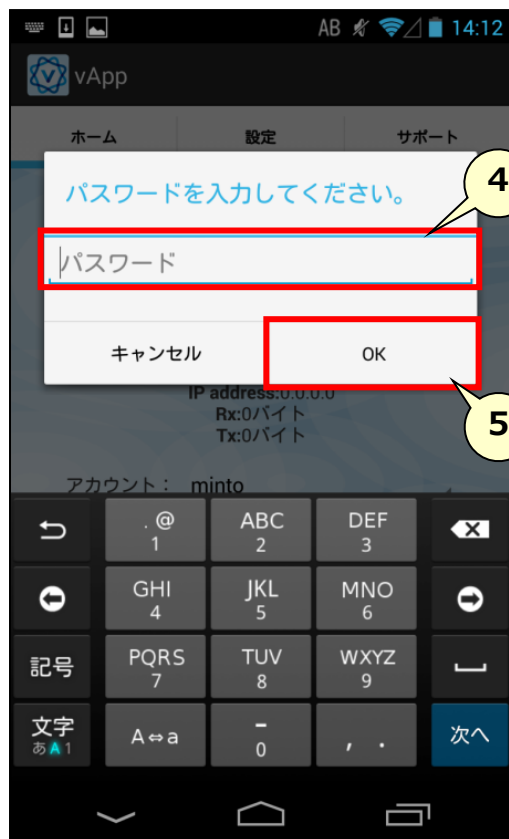 AB 14:12
vApp
ホーム 設定 サポート
パスワードを入力してください。
4
パスワード
キャンセル OK
IP address:0.0.0.0
Rx:0バイト
5
Tx:0バイト
アカウント： minto
. @ ABC DEF
1 2 3
GHI JKL MNO
4 5 6
記号 PQRS TUV WXYZ
7 8 9
文字 A⇔a - , . 次へ
あA1 0